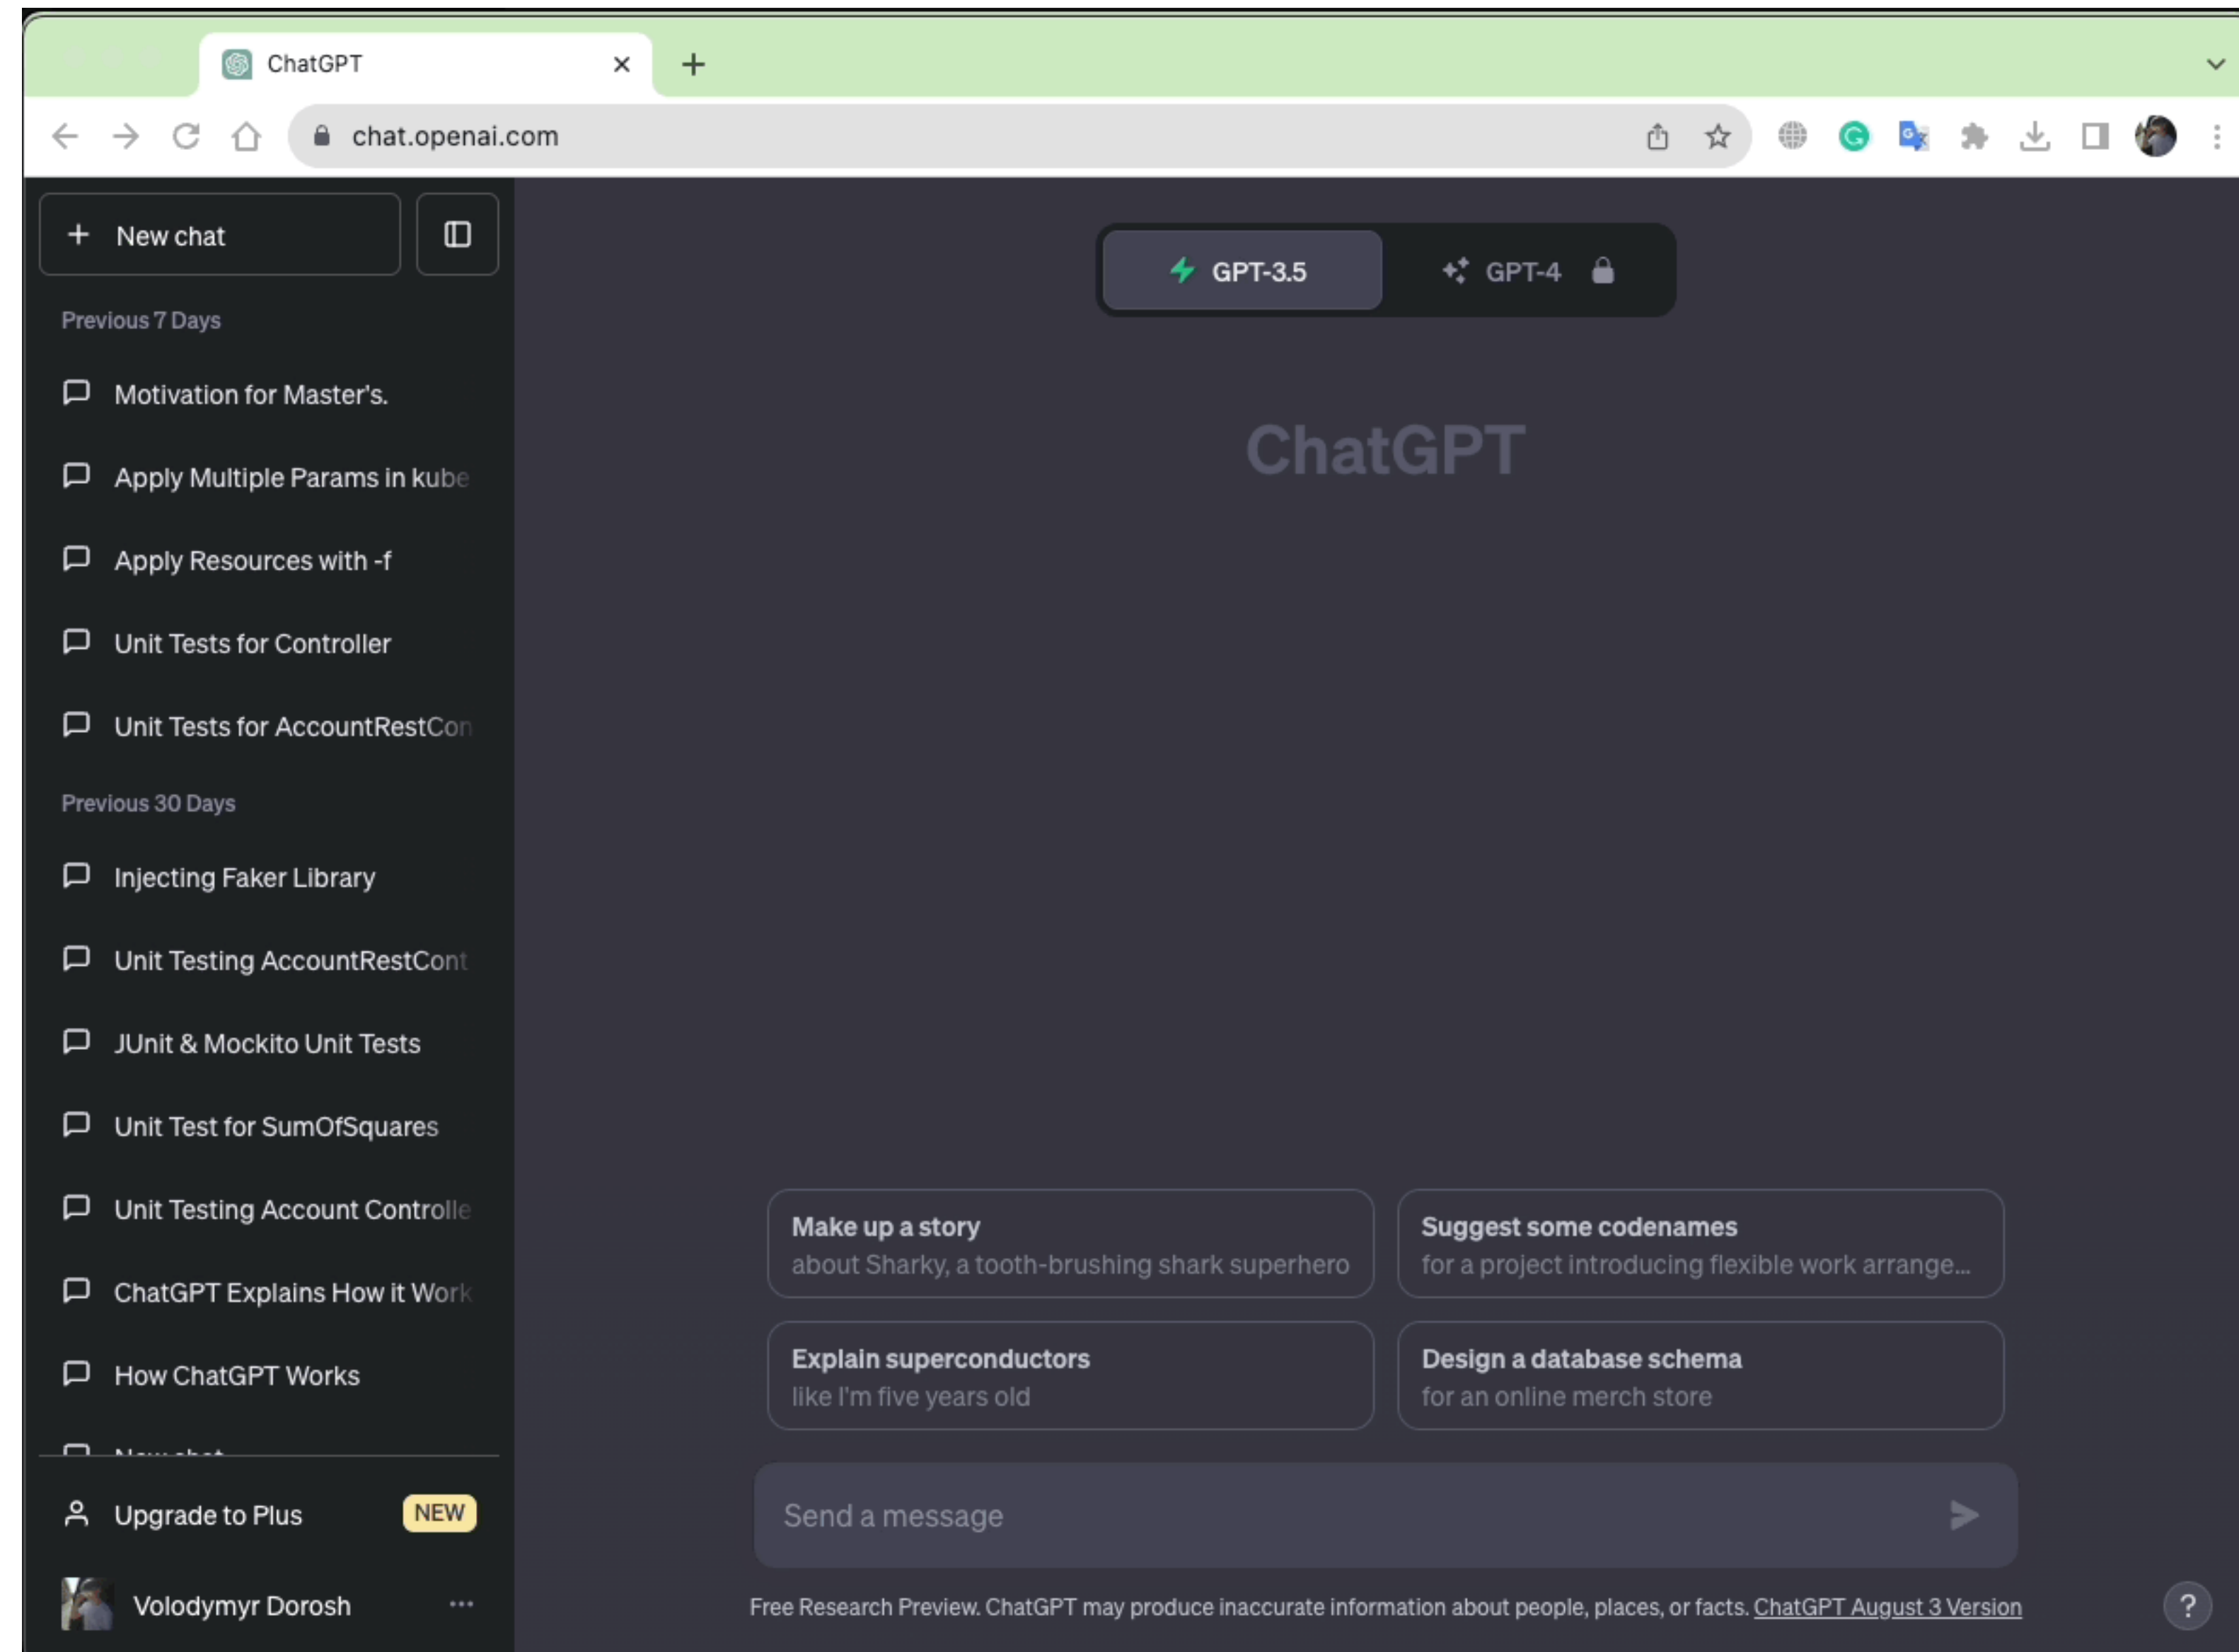 ChatGPT
chat.openai.com
New chat
Previous 7 Days
Motivation for Master's.
Apply Multiple Params in kube
Apply Resources with -f
Unit Tests for Controller
Unit Tests for AccountRestCon
Previous 30 Days
Injecting Faker Library
Unit Testing AccountRestCont
JUnit & Mockito Unit Tests
Unit Test for SumOfSquares
Unit Testing Account Controlle
ChatGPT Explains How it Work
How ChatGPT Works
New chat
Upgrade to Plus NEW
Volodymyr Dorosh
GPT-3.5 GPT-4
ChatGPT
Make up a story
about Sharky, a tooth-brushing shark superhero
Suggest some codenames
for a project introducing flexible work arrange...
Explain superconductors
like I'm five years old
Design a database schema
for an online merch store
Send a message
Free Research Preview. ChatGPT may produce inaccurate information about people, places, or facts. ChatGPT August 3 Version
?